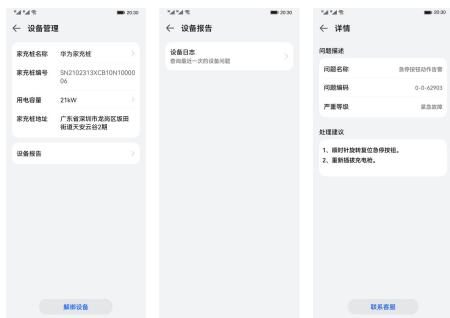 20:30
← 设备管理
家充桩名称 华为家充桩
家充桩编号 SN2102313XCB10N10000
06
用电容量 21kW
家充桩地址 广东省深圳市龙岗区坂田
街道天安云谷2期
设备报告
解绑设备
20:30
← 设备报告
设备日志
查询最近一次的设备问题
20:30
← 详情
问题描述
问题名称 急停按钮动作告警
问题编码 0-0-62903
严重等级 紧急故障
处理建议
1、顺时针旋转复位急停按钮。
2、重新插拔充电枪。
联系客服